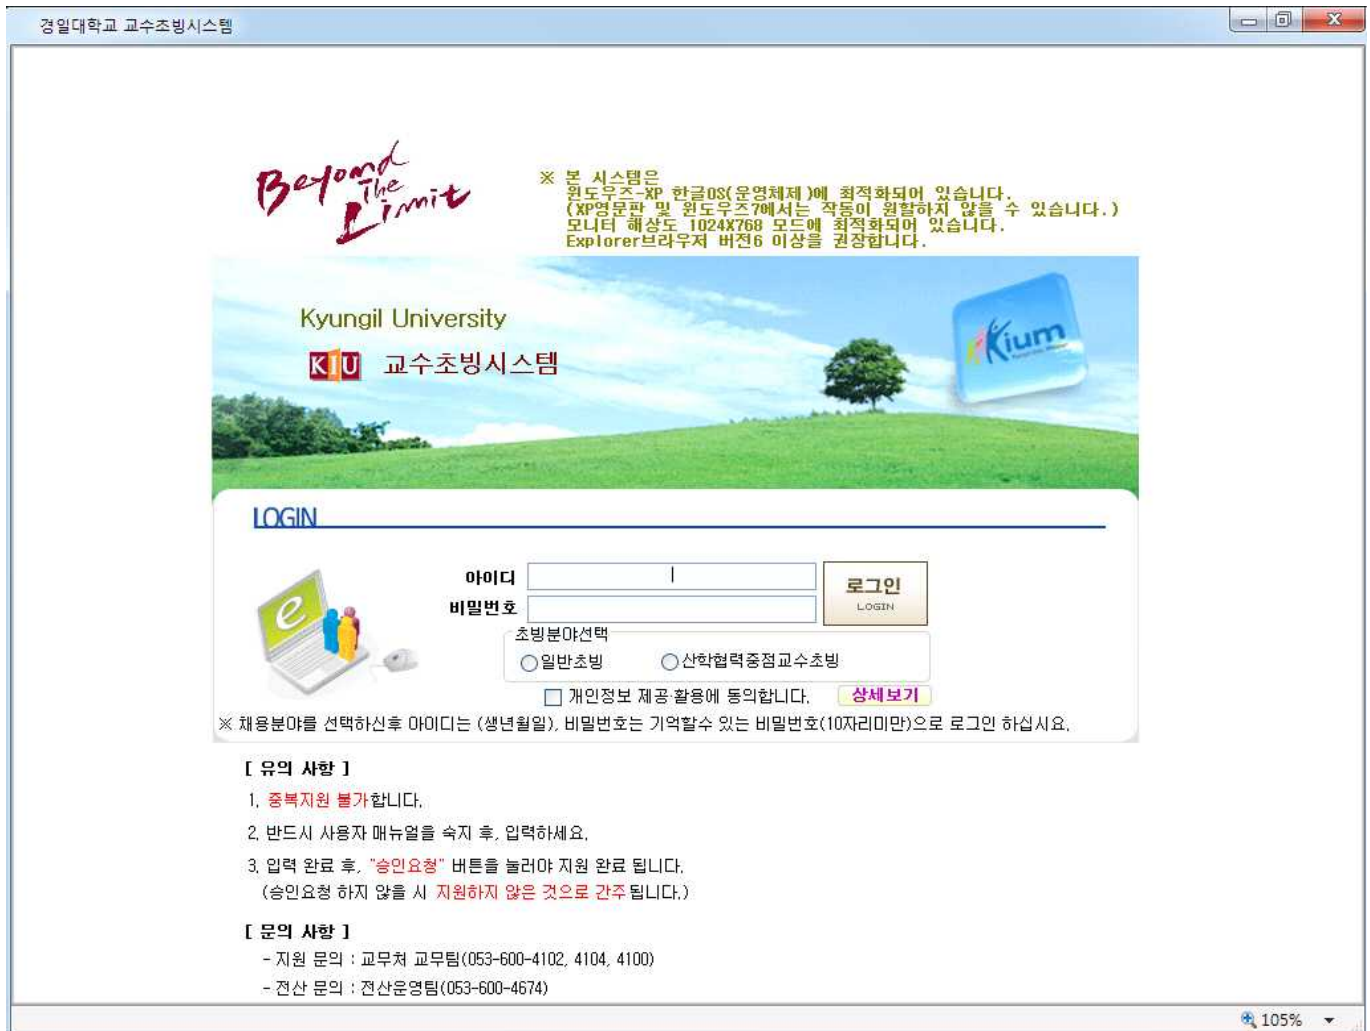 경일대학교 교수초빙시스템
Beyond
The
Limit
※ 본 시스템은
윈도우즈-XP 한글OS(운영체제)에 최적화되어 있습니다.
(XP영문판 및 윈도우즈7에서는 작동이 원할하지 않을 수 있습니다.)
모니터 해상도 1024X768 모드에 최적화되어 있습니다.
Explorer브라우저 버전6 이상을 권장합니다.
Kyungil University
KIU 교수초빙시스템
Kium
LOGIN
e
아이디
로그인
LOGIN
비밀번호
초빙분야선택
일반초빙 산학협력중점교수초빙
개인정보 제공·활용에 동의합니다. 상세보기
※ 채용분야를 선택하신후 아이디는 (생년월일), 비밀번호는 기억할수 있는 비밀번호(10자리미만)으로 로그인 하십시요.
[ 유의 사항 ]
1. 중복지원 불가합니다.
2. 반드시 사용자 매뉴얼을 숙지 후, 입력하세요.
3. 입력 완료 후, "승인요청" 버튼을 눌러야 지원 완료 됩니다.
(승인요청 하지 않을 시 지원하지 않은 것으로 간주됩니다.)
[ 문의 사항 ]
- 지원 문의 : 교무처 교무팀(053-600-4102, 4104, 4100)
- 전산 문의 : 전산운영팀(053-600-4674)
105%